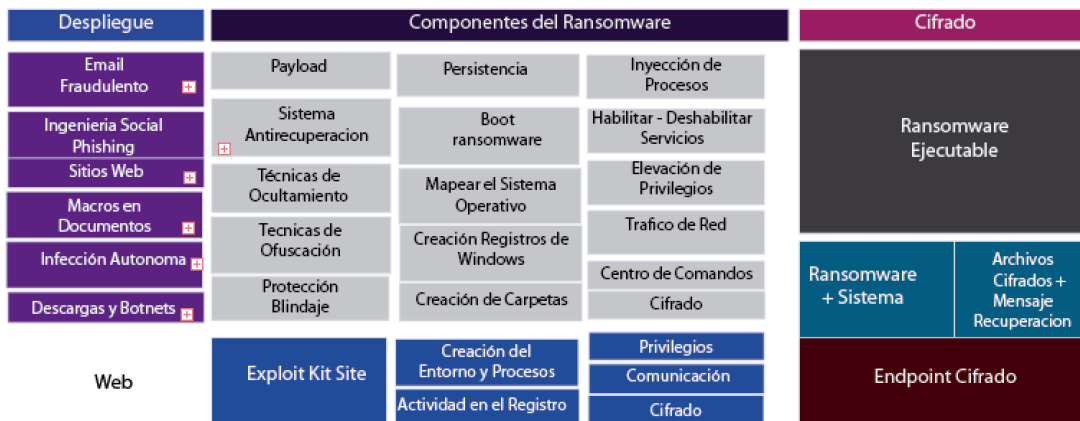 Despliegue
Componentes del Ransomware
Cifrado
Email
Fraudulento
Ingenieria Social
Phishing
Sitios Web
Macros en
Documentos
Infección Autonoma
Descargas y Botnets
Web
Payload
Sistema
Antirecuperacion
Técnicas de
Ocultamiento
Tecnicas de
Ofuscación
Protección
Blindaje
Exploit Kit Site
Persistencia
Boot
ransomware
Mapear el Sistema
Operativo
Creación Registros de
Windows
Creación de Carpetas
Creación del
Entorno y Procesos
Actividad en el Registro
Inyección de
Procesos
Habilitar - Deshabilitar
Servicios
Elevación de
Privilegios
Trafico de Red
Centro de Comandos
Cifrado
Privilegios
Comunicación
Cifrado
Ransomware
Ejecutable
Ransomware
+ Sistema
Archivos
Cifrados +
Mensaje
Recuperacion
Endpoint Cifrado